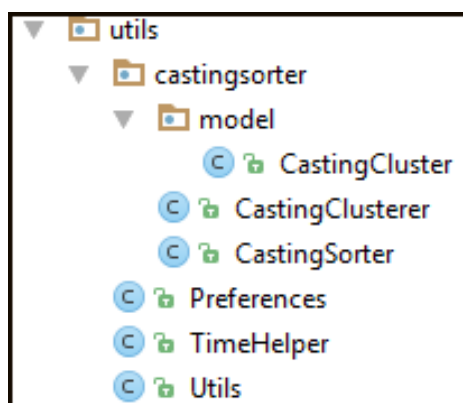 utils
castingsorter
model
CastingCluster
CastingClusterer
CastingSorter
Preferences
TimeHelper
Utils